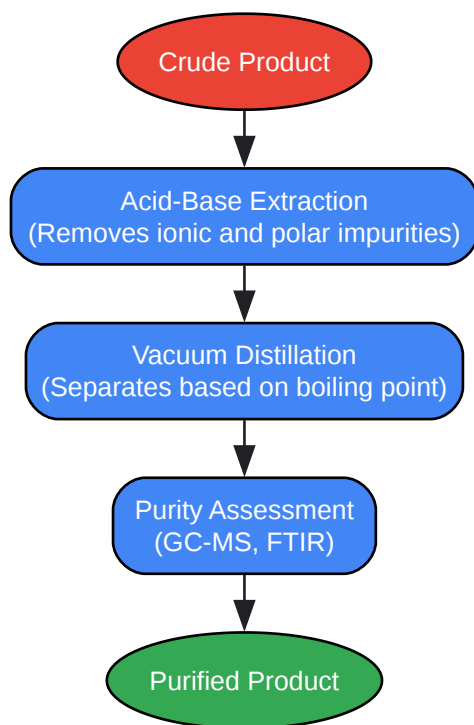 Crude Product
Acid-Base Extraction
(Removes ionic and polar impurities)
Vacuum Distillation
(Separates based on boiling point)
Purity Assessment
(GC-MS, FTIR)
Purified Product